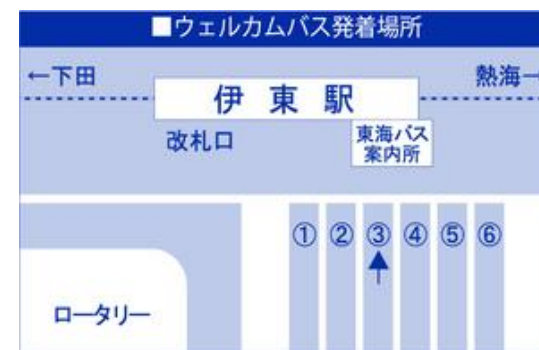 ■ウェルカムバス発着場所
←下田
熱海→
伊東駅
改札口
東海バス
案内所
① ② ③ ④ ⑤ ⑥
ロータリー